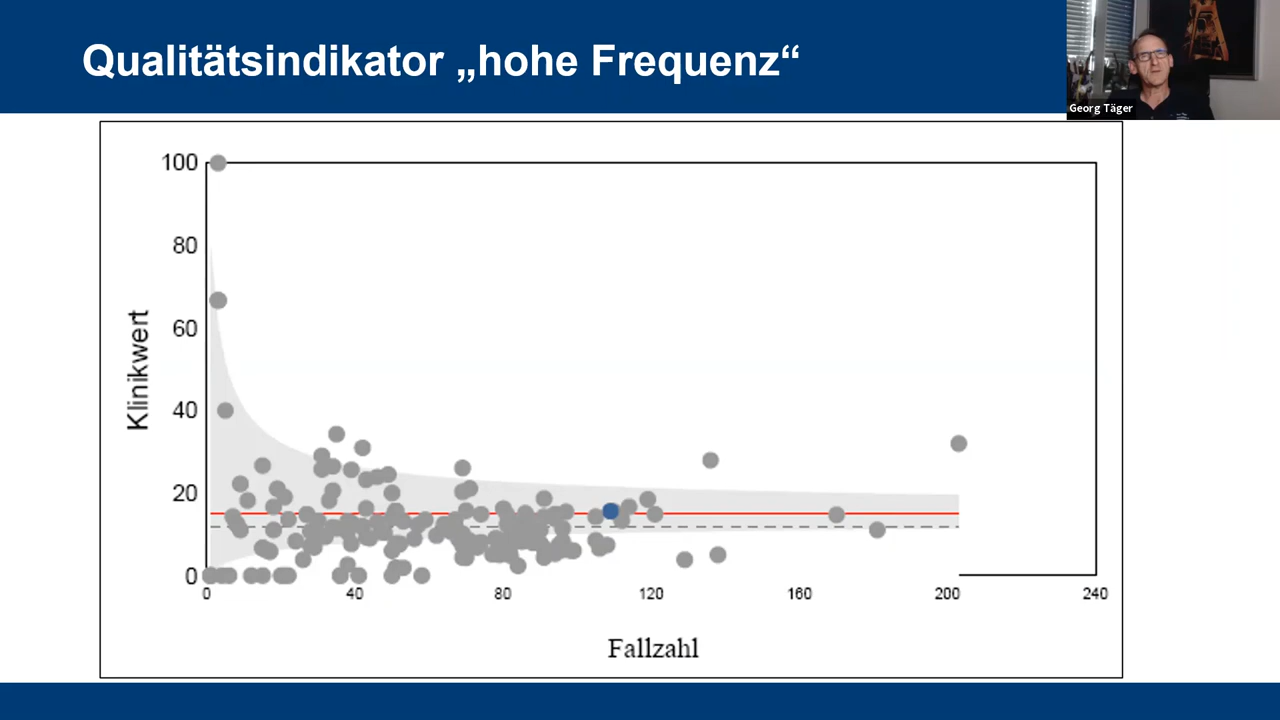 Qualitätsindikator „hohe Frequenz“
Georg Täger
100
80
60
40
20
0
Klinikwert
0 40 80 120 160 200 240
Fallzahl